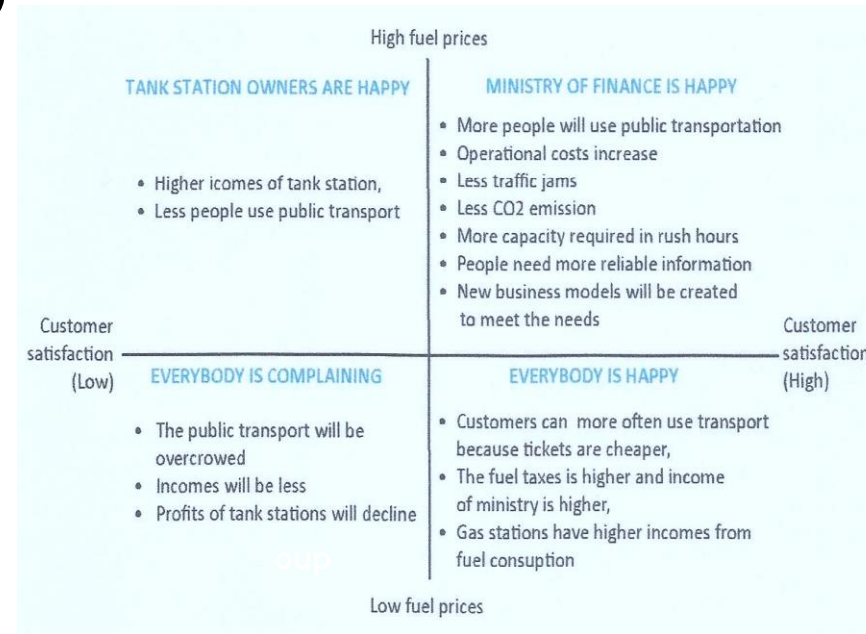 High fuel prices
TANK STATION OWNERS ARE HAPPY
• Higher icomes of tank station,
• Less people use public transport
MINISTRY OF FINANCE IS HAPPY
• More people will use public transportation
• Operational costs increase
• Less traffic jams
• Less CO2 emission
• More capacity required in rush hours
• People need more reliable information
• New business models will be created
to meet the needs
Customer
satisfaction
(Low)
Customer
satisfaction
(High)
EVERYBODY IS COMPLAINING
• The public transport will be
overcrowed
• Incomes will be less
• Profits of tank stations will decline
oup
EVERYBODY IS HAPPY
• Customers can more often use transport
because tickets are cheaper,
• The fuel taxes is higher and income
of ministry is higher,
• Gas stations have higher incomes from
fuel consuption
Low fuel prices